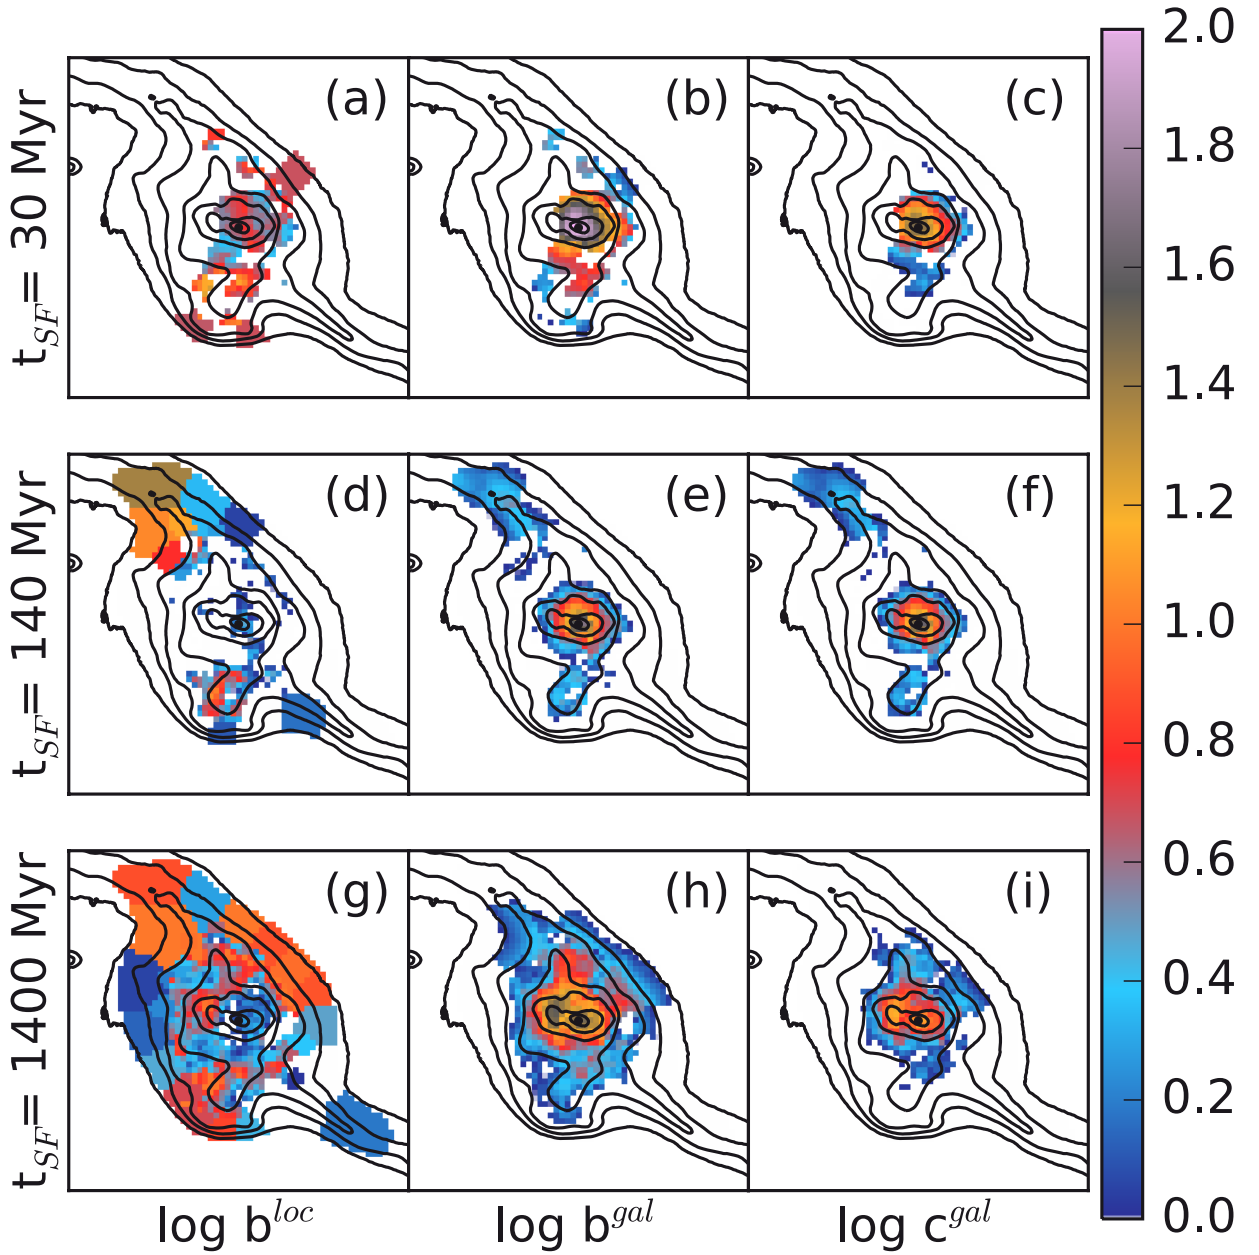 t_SF= 30 Myr
(a)
(b)
(c)
t_SF= 140 Myr
(d)
(e)
(f)
t_SF= 1400 Myr
(g)
(h)
(i)
log b^loc
log b^gal
log c^gal
2.0
1.8
1.6
1.4
1.2
1.0
0.8
0.6
0.4
0.2
0.0